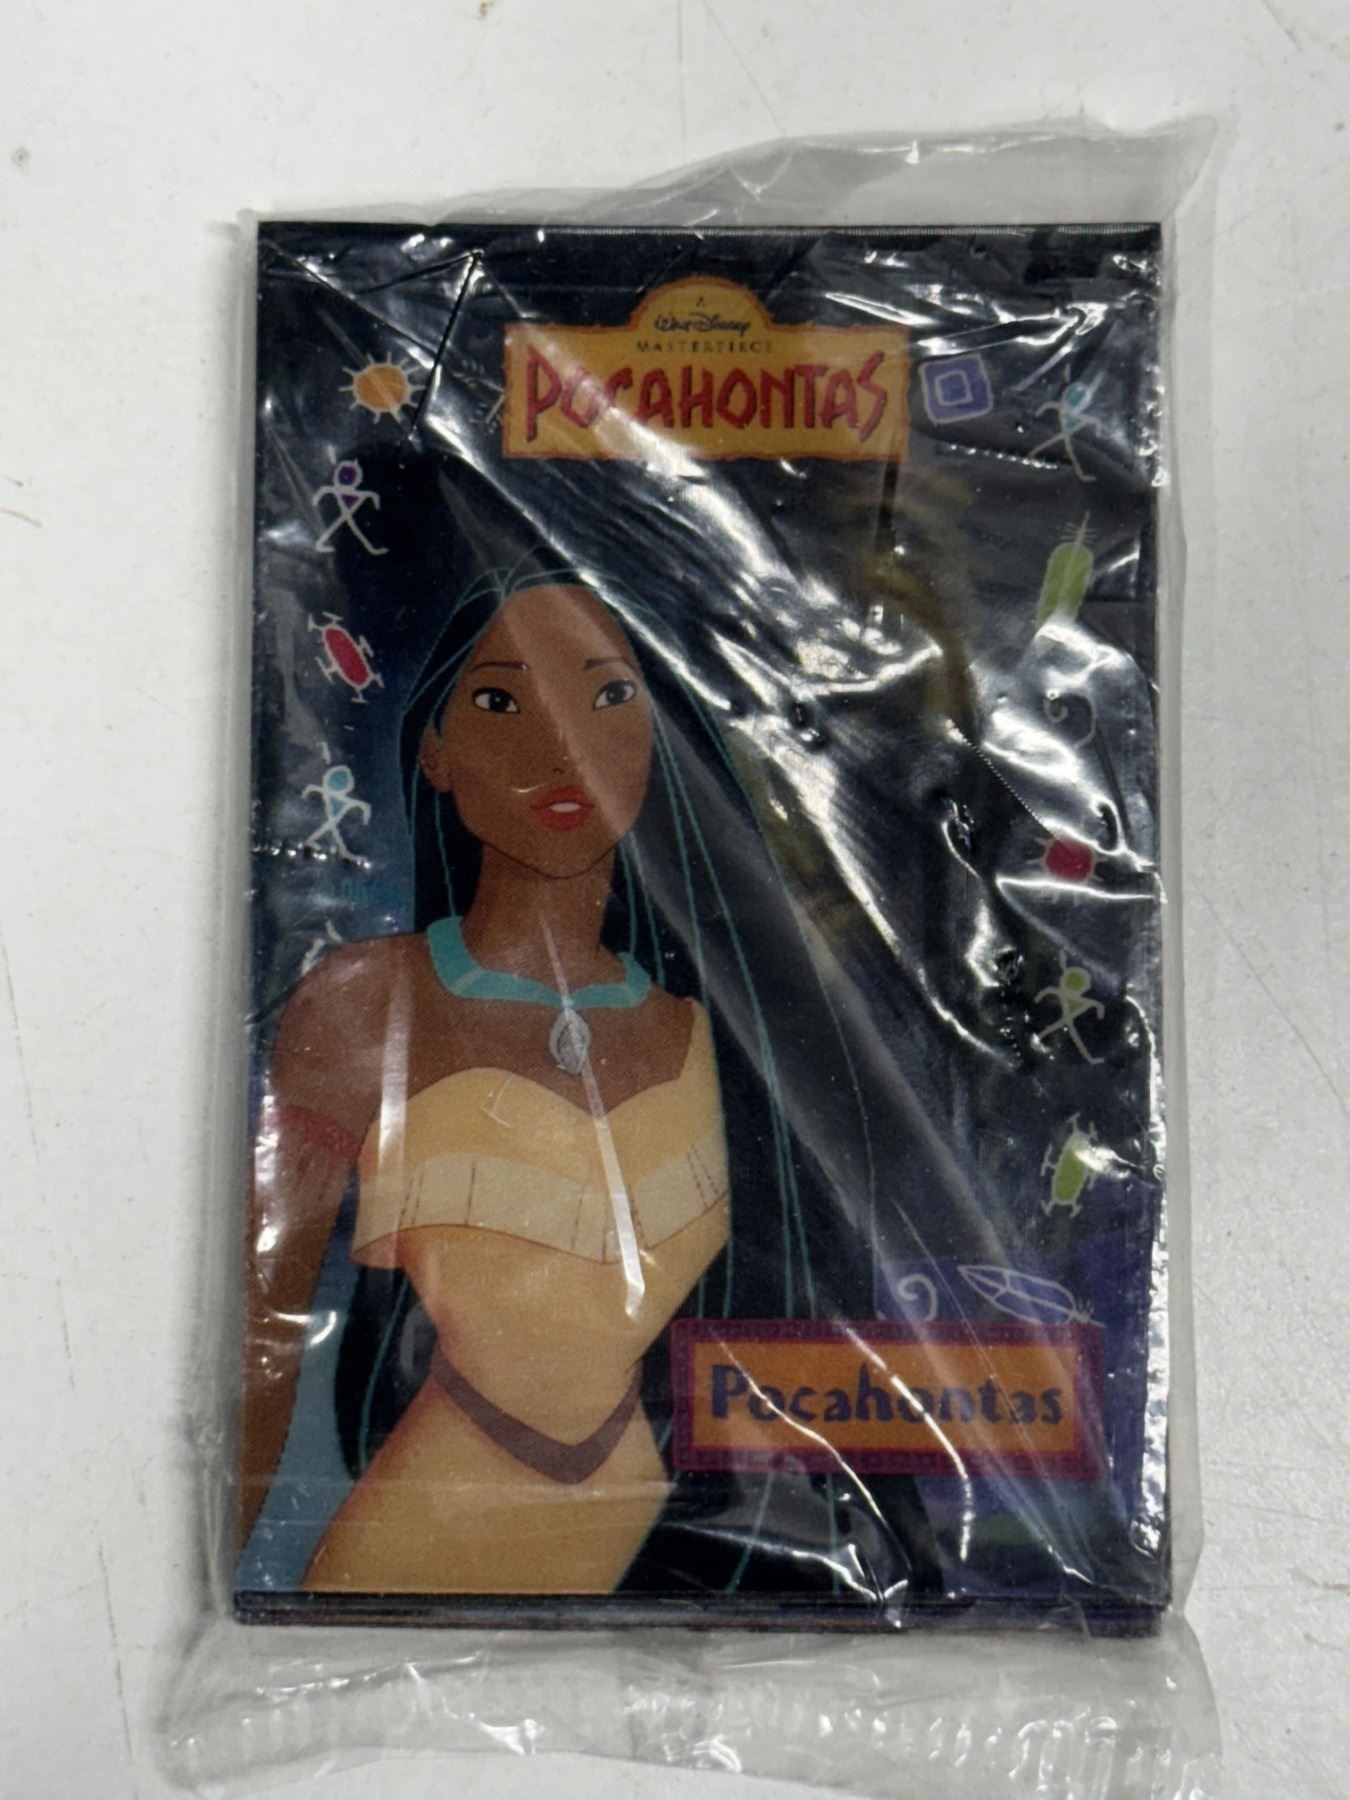 A
Walt Disney
MASTERPIECE
POCAHONTAS
Pocahontas